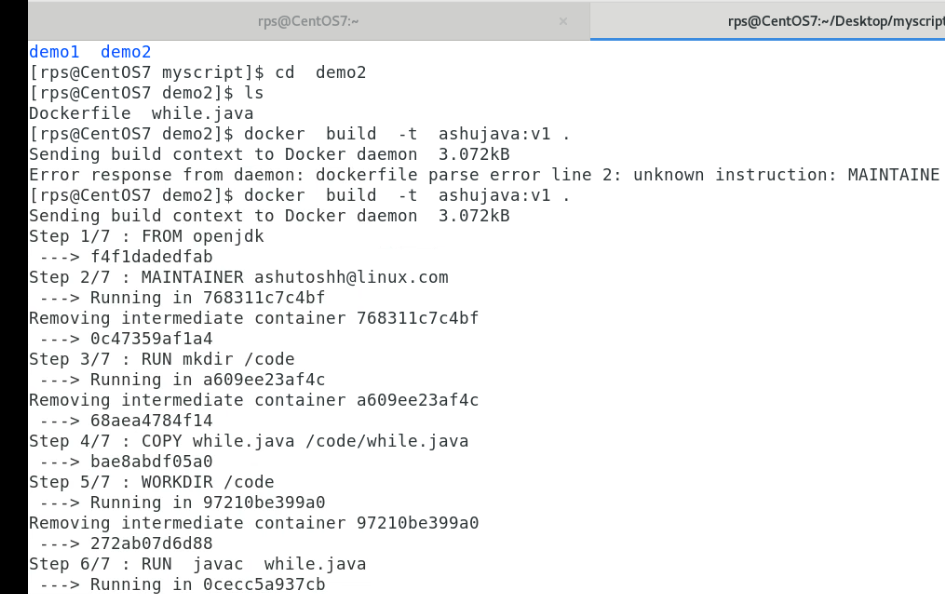 rps@CentOS7:~ × rps@CentOS7:~/Desktop/myscript
demo1  demo2
[rps@CentOS7 myscript]$ cd  demo2
[rps@CentOS7 demo2]$ ls
Dockerfile  while.java
[rps@CentOS7 demo2]$ docker  build  -t  ashujava:v1 .
Sending build context to Docker daemon  3.072kB
Error response from daemon: dockerfile parse error line 2: unknown instruction: MAINTAINE
[rps@CentOS7 demo2]$ docker  build  -t  ashujava:v1 .
Sending build context to Docker daemon  3.072kB
Step 1/7 : FROM openjdk
 ---> f4f1dadedfab
Step 2/7 : MAINTAINER ashutoshh@linux.com
 ---> Running in 768311c7c4bf
Removing intermediate container 768311c7c4bf
 ---> 0c47359af1a4
Step 3/7 : RUN mkdir /code
 ---> Running in a609ee23af4c
Removing intermediate container a609ee23af4c
 ---> 68aea4784f14
Step 4/7 : COPY while.java /code/while.java
 ---> bae8abdf05a0
Step 5/7 : WORKDIR /code
 ---> Running in 97210be399a0
Removing intermediate container 97210be399a0
 ---> 272ab07d6d88
Step 6/7 : RUN  javac  while.java
 ---> Running in 0cecc5a937cb